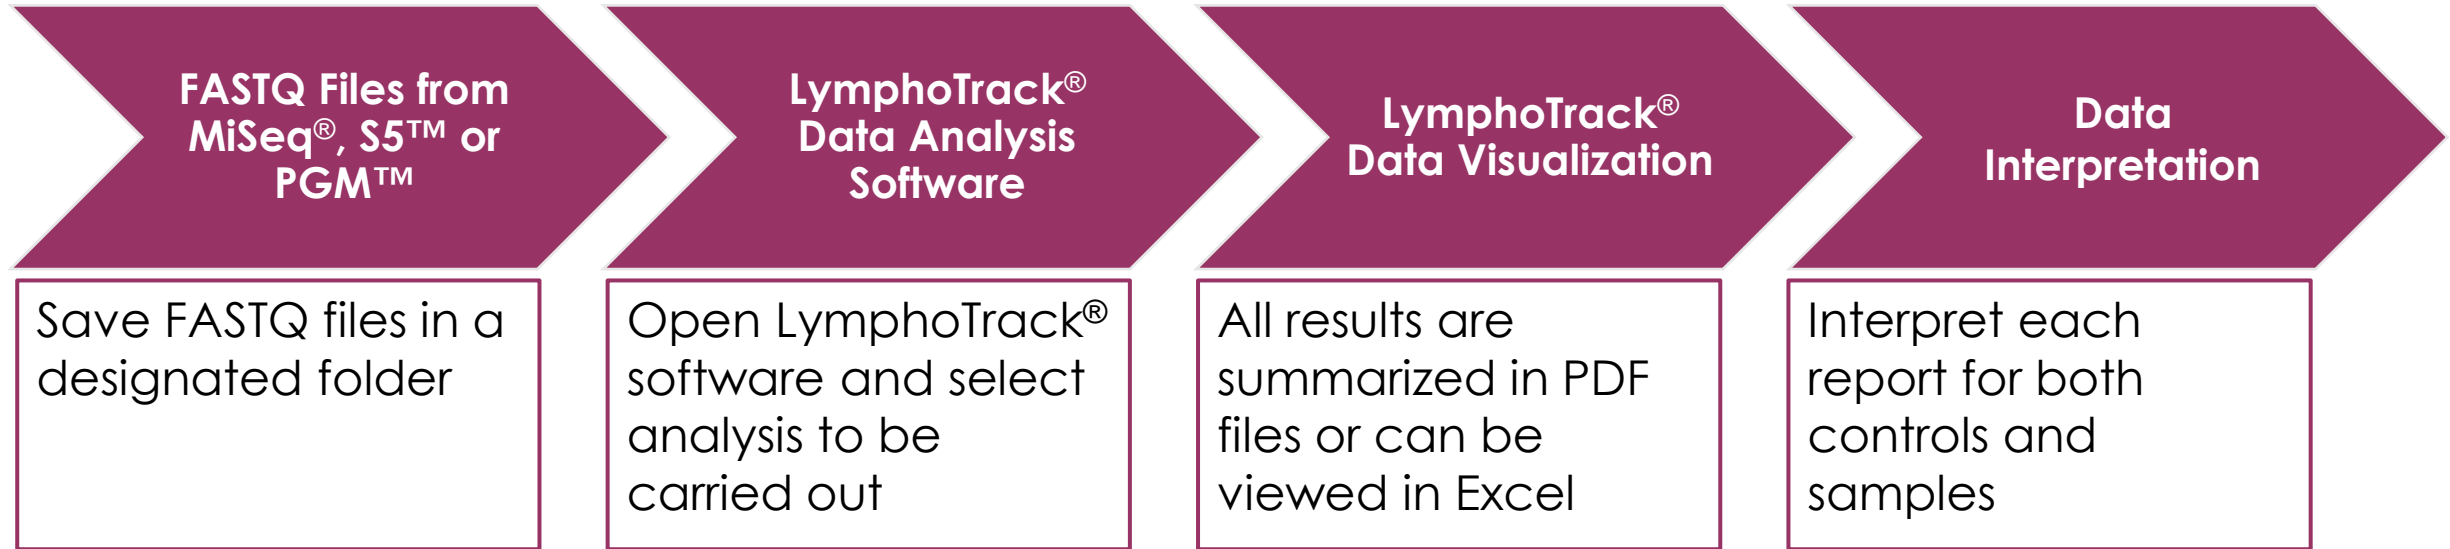 FASTQ Files from
MiSeq®, S5™ or
PGM™
Save FASTQ files in a
designated folder
LymphoTrack®
Data Analysis
Software
Open LymphoTrack®
software and select
analysis to be
carried out
LymphoTrack®
Data Visualization
All results are
summarized in PDF
files or can be
viewed in Excel
Data
Interpretation
Interpret each
report for both
controls and
samples